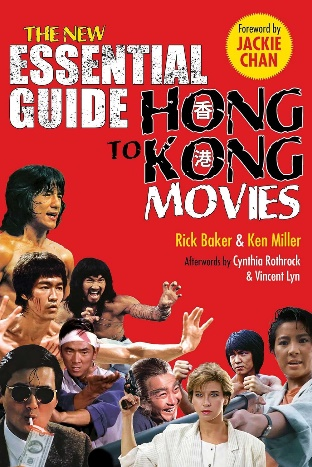 THE NEW
ESSENTIAL
GUIDE
TO
HONG
香
KONG
港
MOVIES
Foreword by
JACKIE
CHAN
Rick Baker & Ken Miller
Afterwords by Cynthia Rothrock
& Vincent Lyn